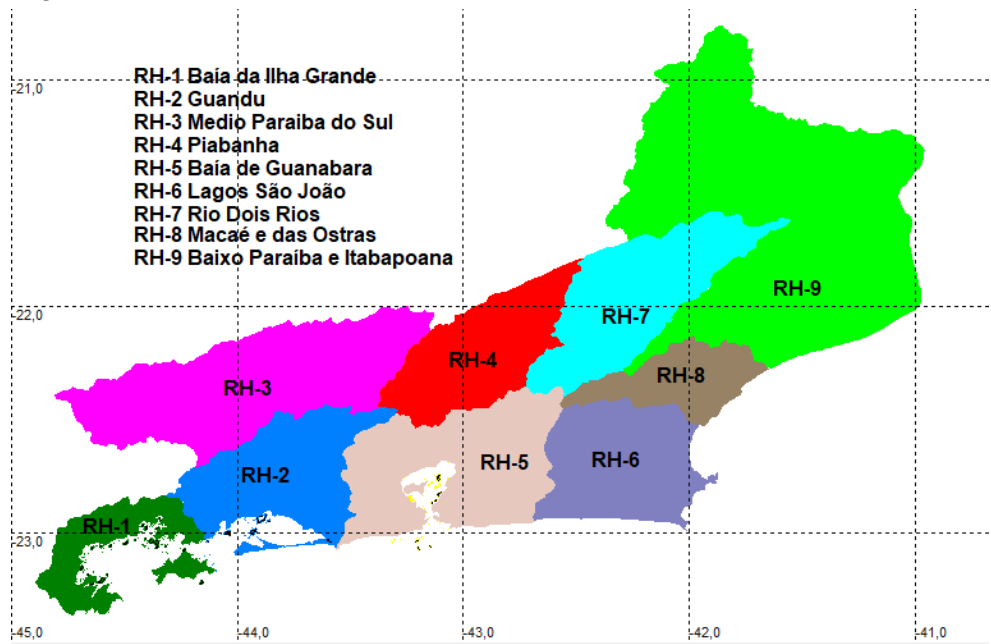 RH-1 Baía da Ilha Grande
-21,0
RH-2 Guandu
RH-3 Medio Paraiba do Sul
RH-4 Piabanha
RH-5 Baía de Guanabara
RH-6 Lagos São João
RH-7 Rio Dois Rios
RH-8 Macaé e das Ostras
RH-9 Baixo Paraiba e Itabapoana
RH-9
-22,0
RH-7
RH-4
RH-8
RH-3
RH-6
RH-5
RH-2
RH-1
-23,0
-45,0
-44,0
-43,0
-42,0
-41,0